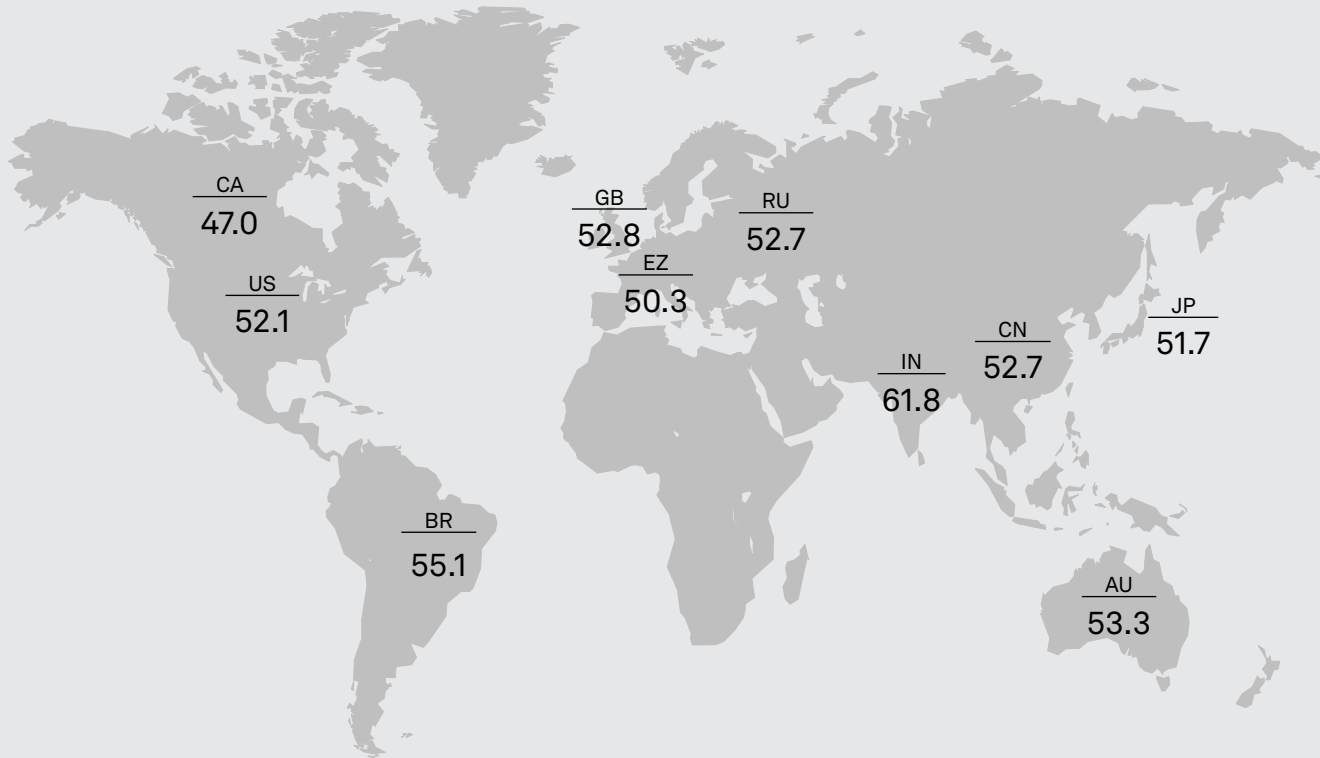 CA
47.0
US
52.1
GB
52.8
RU
52.7
EZ
50.3
JP
51.7
CN
52.7
IN
61.8
BR
55.1
AU
53.3